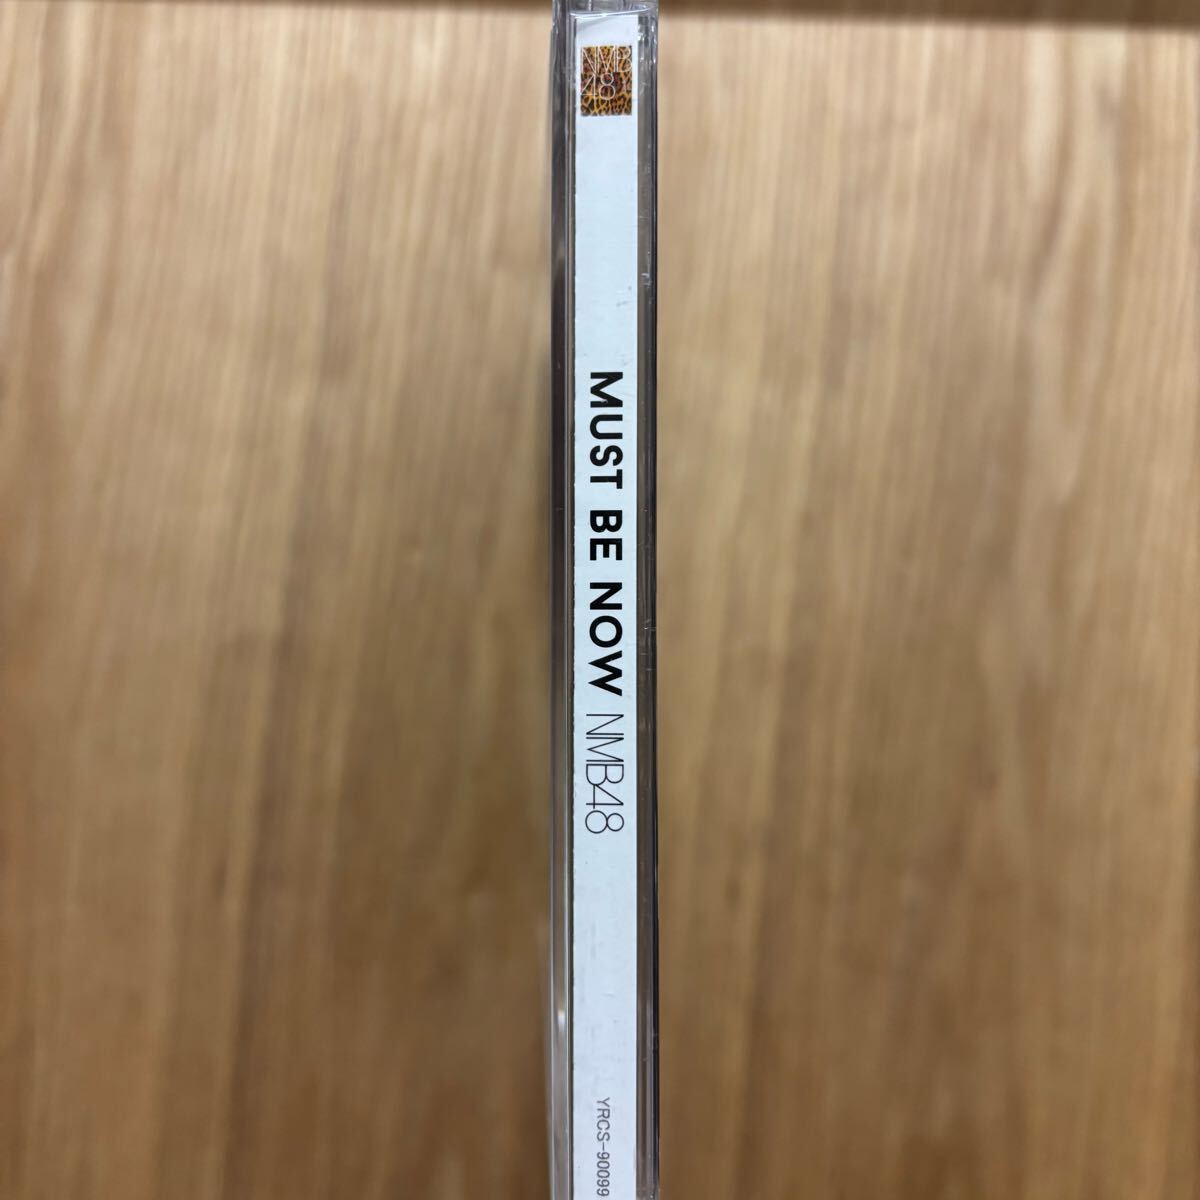 NMB
48
MUST BE NOW NMB48
YRCS-90099